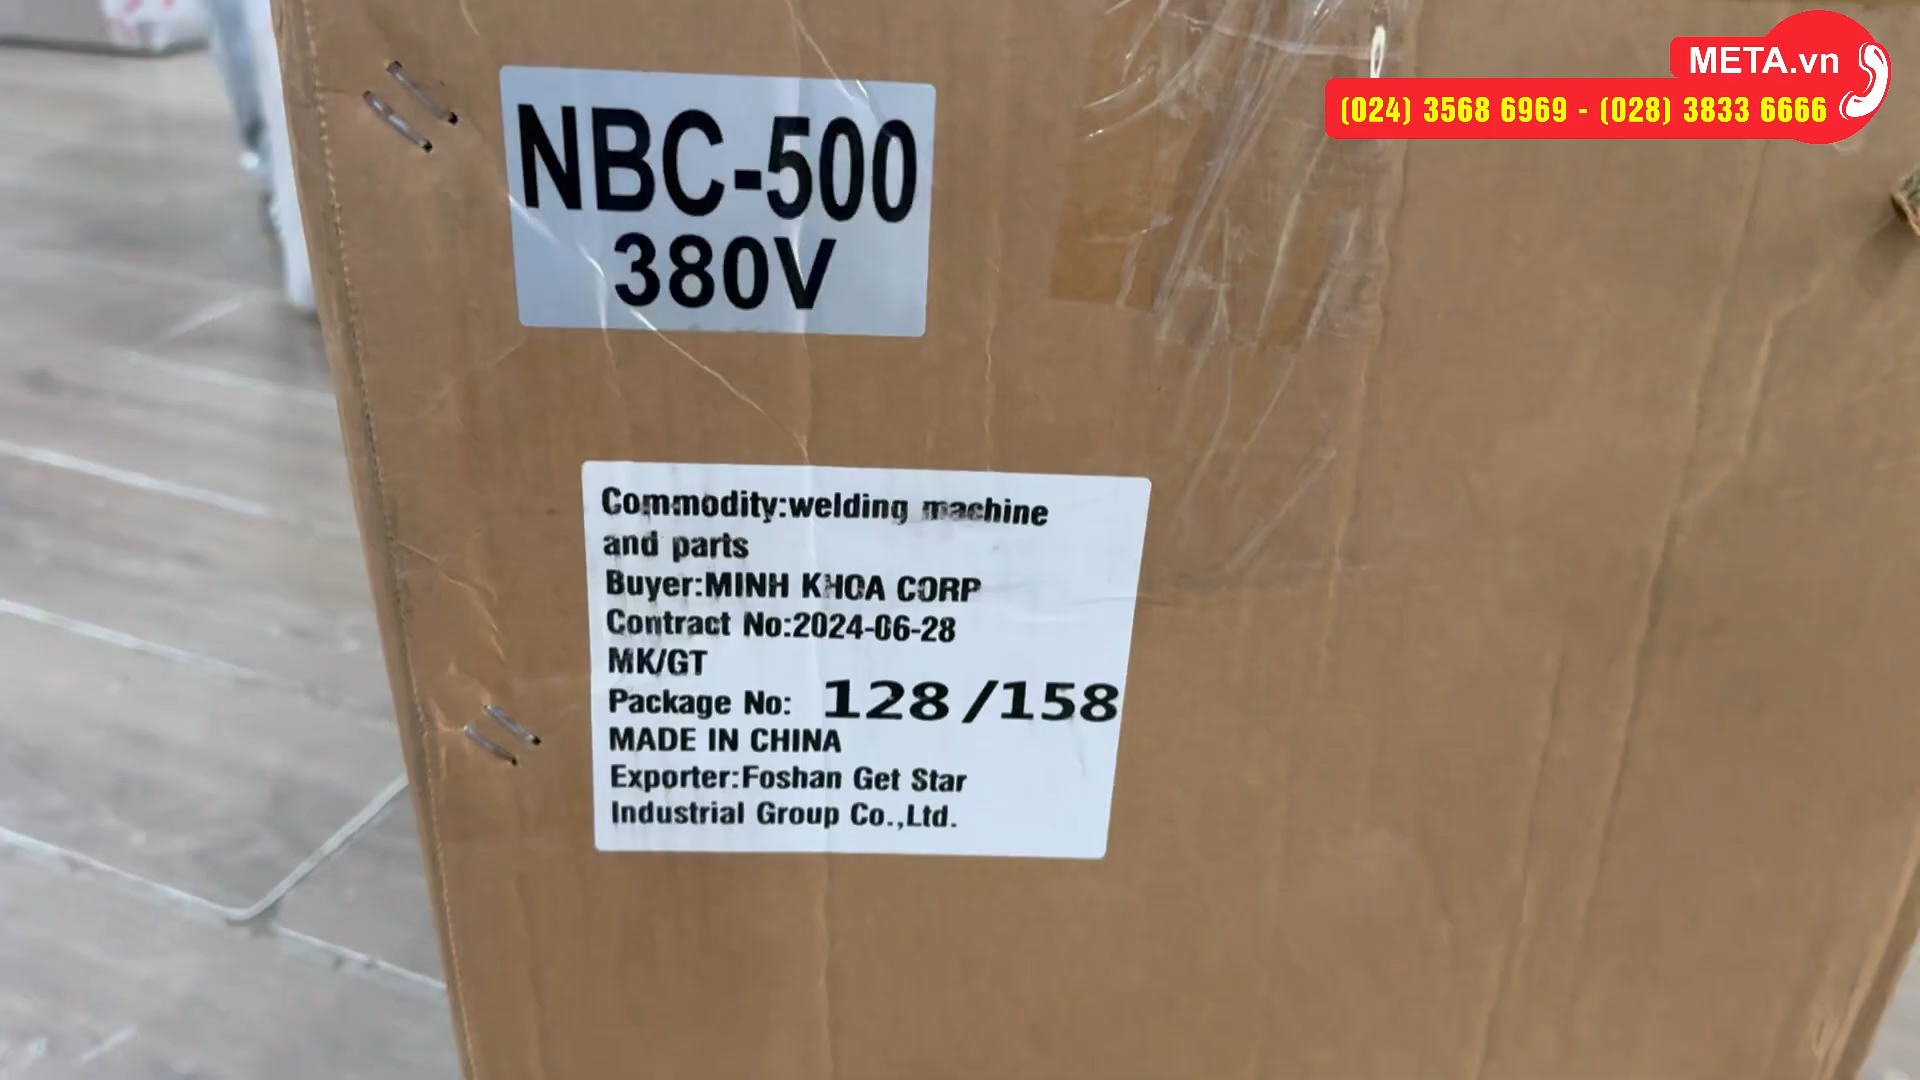 META.vn
(024) 3568 6969 - (028) 3833 6666
NBC-500
380V
Commodity:welding machine
and parts
Buyer:MINH KHOA CORP
Contract No:2024-06-28
MK/GT
Package No: 128/158
MADE IN CHINA
Exporter:Foshan Get Star
Industrial Group Co.,Ltd.